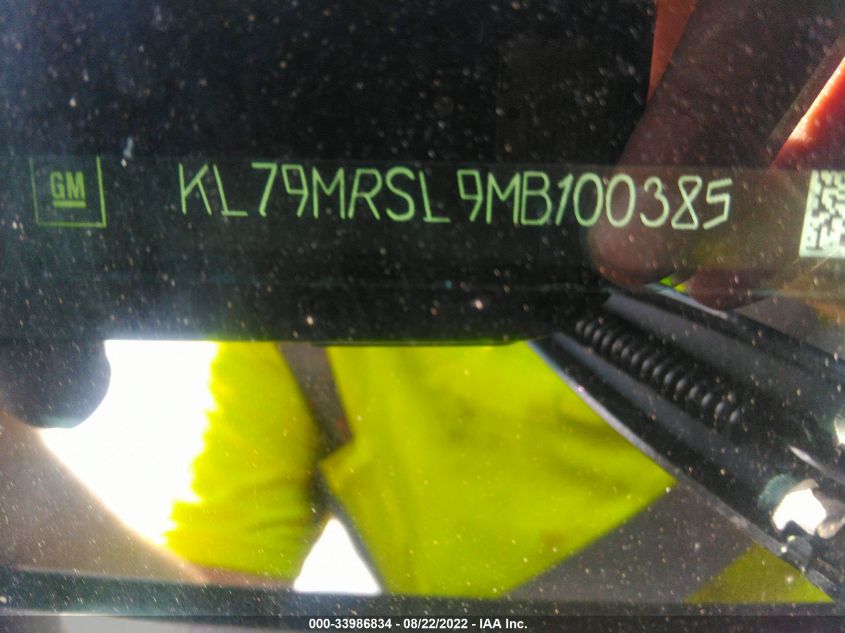 GM KL79MRSL9MB100385
000-33986834 - 08/22/2022 - IAA Inc.